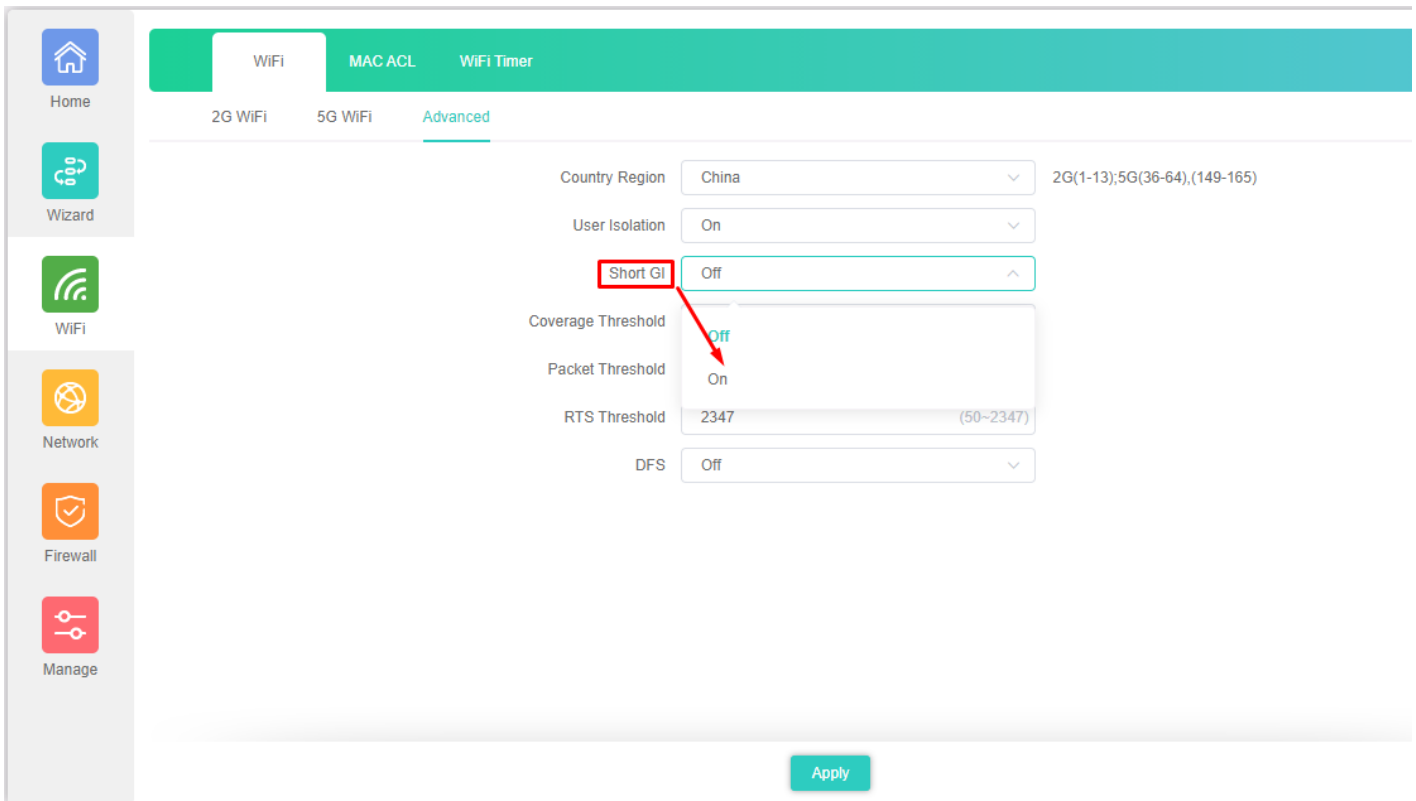 Home
Wizard
WiFi
Network
Firewall
Manage
WiFi MAC ACL WiFi Timer
2G WiFi 5G WiFi Advanced
Country Region China 2G(1-13);5G(36-64),(149-165)
User Isolation On
Short GI Off
Coverage Threshold
Off
Packet Threshold
On
RTS Threshold 2347 (50~2347)
DFS Off
Apply